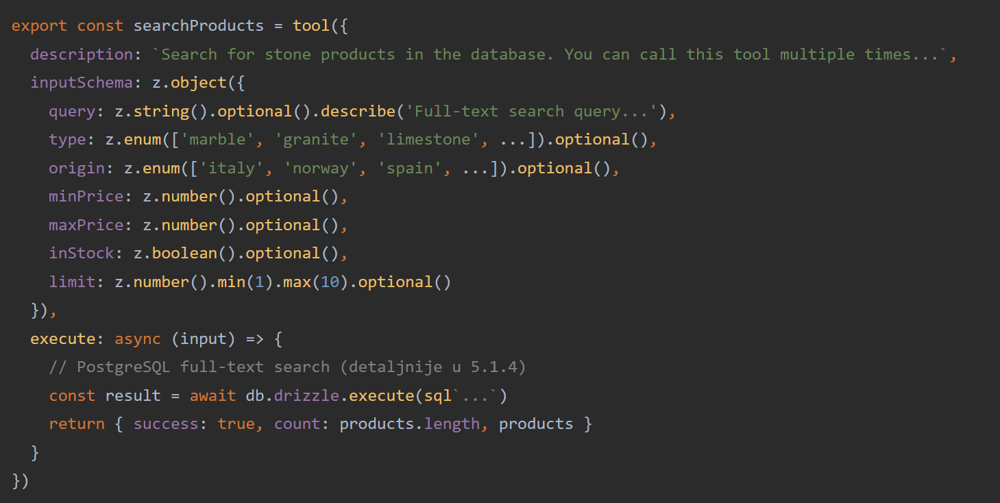 export const searchProducts = tool({
  description: `Search for stone products in the database. You can call this tool multiple times...`,
  inputSchema: z.object({
    query: z.string().optional().describe('Full-text search query...'),
    type: z.enum(['marble', 'granite', 'limestone', ...]).optional(),
    origin: z.enum(['italy', 'norway', 'spain', ...]).optional(),
    minPrice: z.number().optional(),
    maxPrice: z.number().optional(),
    inStock: z.boolean().optional(),
    limit: z.number().min(1).max(10).optional()
  }),
  execute: async (input) => {
    // PostgreSQL full-text search (detaljnije u 5.1.4)
    const result = await db.drizzle.execute(sql`...`)
    return { success: true, count: products.length, products }
  }
})